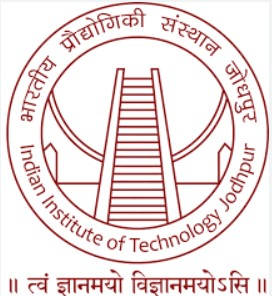 भारतीय प्रौद्योगिकी संस्थान जोधपुर
Indian Institute of Technology Jodhpur
॥ त्वं ज्ञानमयो विज्ञानमयोऽसि ॥